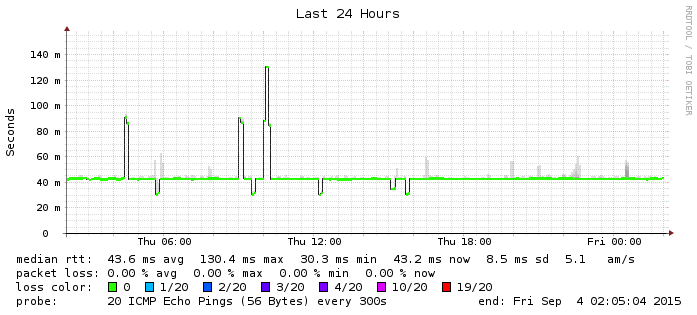 Last 24 Hours
RRDTOOL / TOBI OETIKER
Seconds
140 m
120 m
100 m
80 m
60 m
40 m
20 m
0
Thu 06:00 Thu 12:00 Thu 18:00 Fri 00:00
median rtt: 43.6 ms avg 130.4 ms max 30.3 ms min 43.2 ms now 8.5 ms sd 5.1 am/s
packet loss: 0.00 % avg 0.00 % max 0.00 % min 0.00 % now
loss color: 0 1/20 2/20 3/20 4/20 10/20 19/20
probe: 20 ICMP Echo Pings (56 Bytes) every 300s end: Fri Sep 4 02:05:04 2015